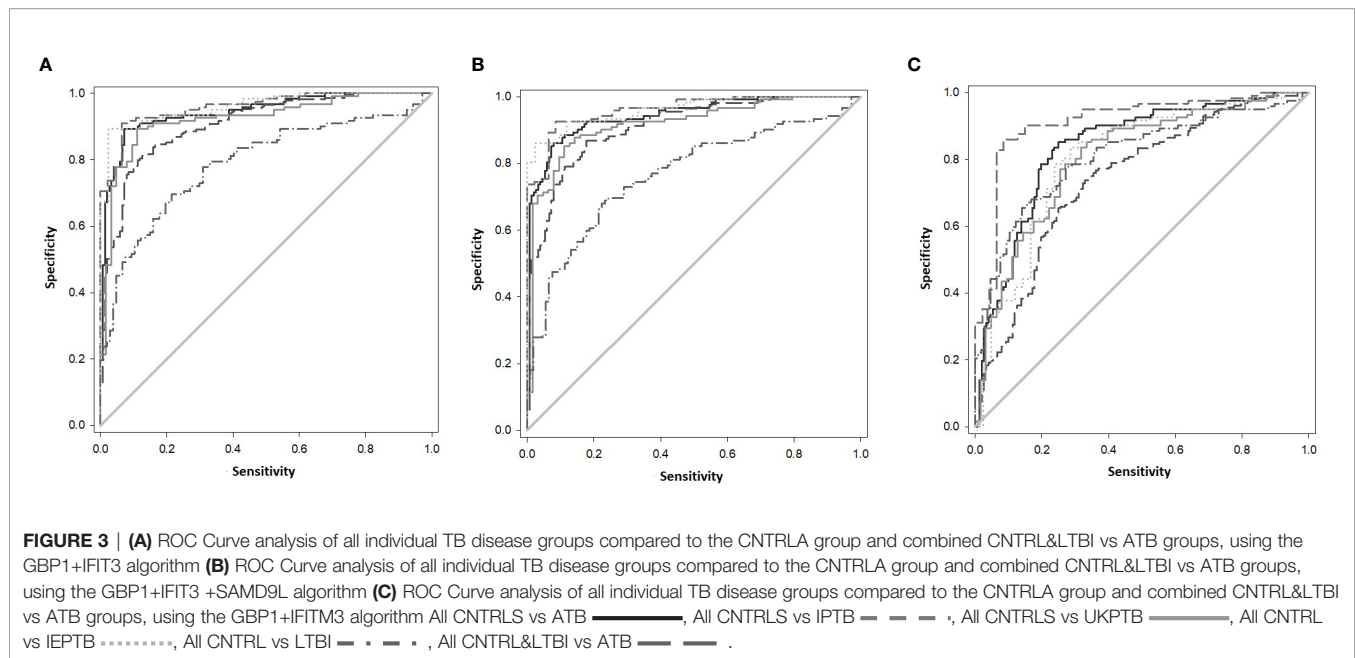 A
B
C
1.0
0.8
0.6
0.4
0.2
0.0
Specificity
0.0 0.2 0.4 0.6 0.8 1.0
Sensitivity
1.0
0.8
0.6
0.4
0.2
0.0
Specificity
0.0 0.2 0.4 0.6 0.8 1.0
Sensitivity
1.0
0.8
0.6
0.4
0.2
0.0
Specificity
0.0 0.2 0.4 0.6 0.8 1.0
Sensitivity
FIGURE 3 | (A) ROC Curve analysis of all individual TB disease groups compared to the CNTRLA group and combined CNTRL&LTBI vs ATB groups, using the
GBP1+IFIT3 algorithm (B) ROC Curve analysis of all individual TB disease groups compared to the CNTRLA group and combined CNTRL&LTBI vs ATB groups,
using the GBP1+IFIT3 +SAMD9L algorithm (C) ROC Curve analysis of all individual TB disease groups compared to the CNTRLA group and combined CNTRL&LTBI
vs ATB groups, using the GBP1+IFITM3 algorithm All CNTRLS vs ATB , All CNTRLS vs IPTB , All CNTRLS vs UKPTB , All CNTRL
vs IEPTB , All CNTRL vs LTBI , All CNTRL&LTBI vs ATB .